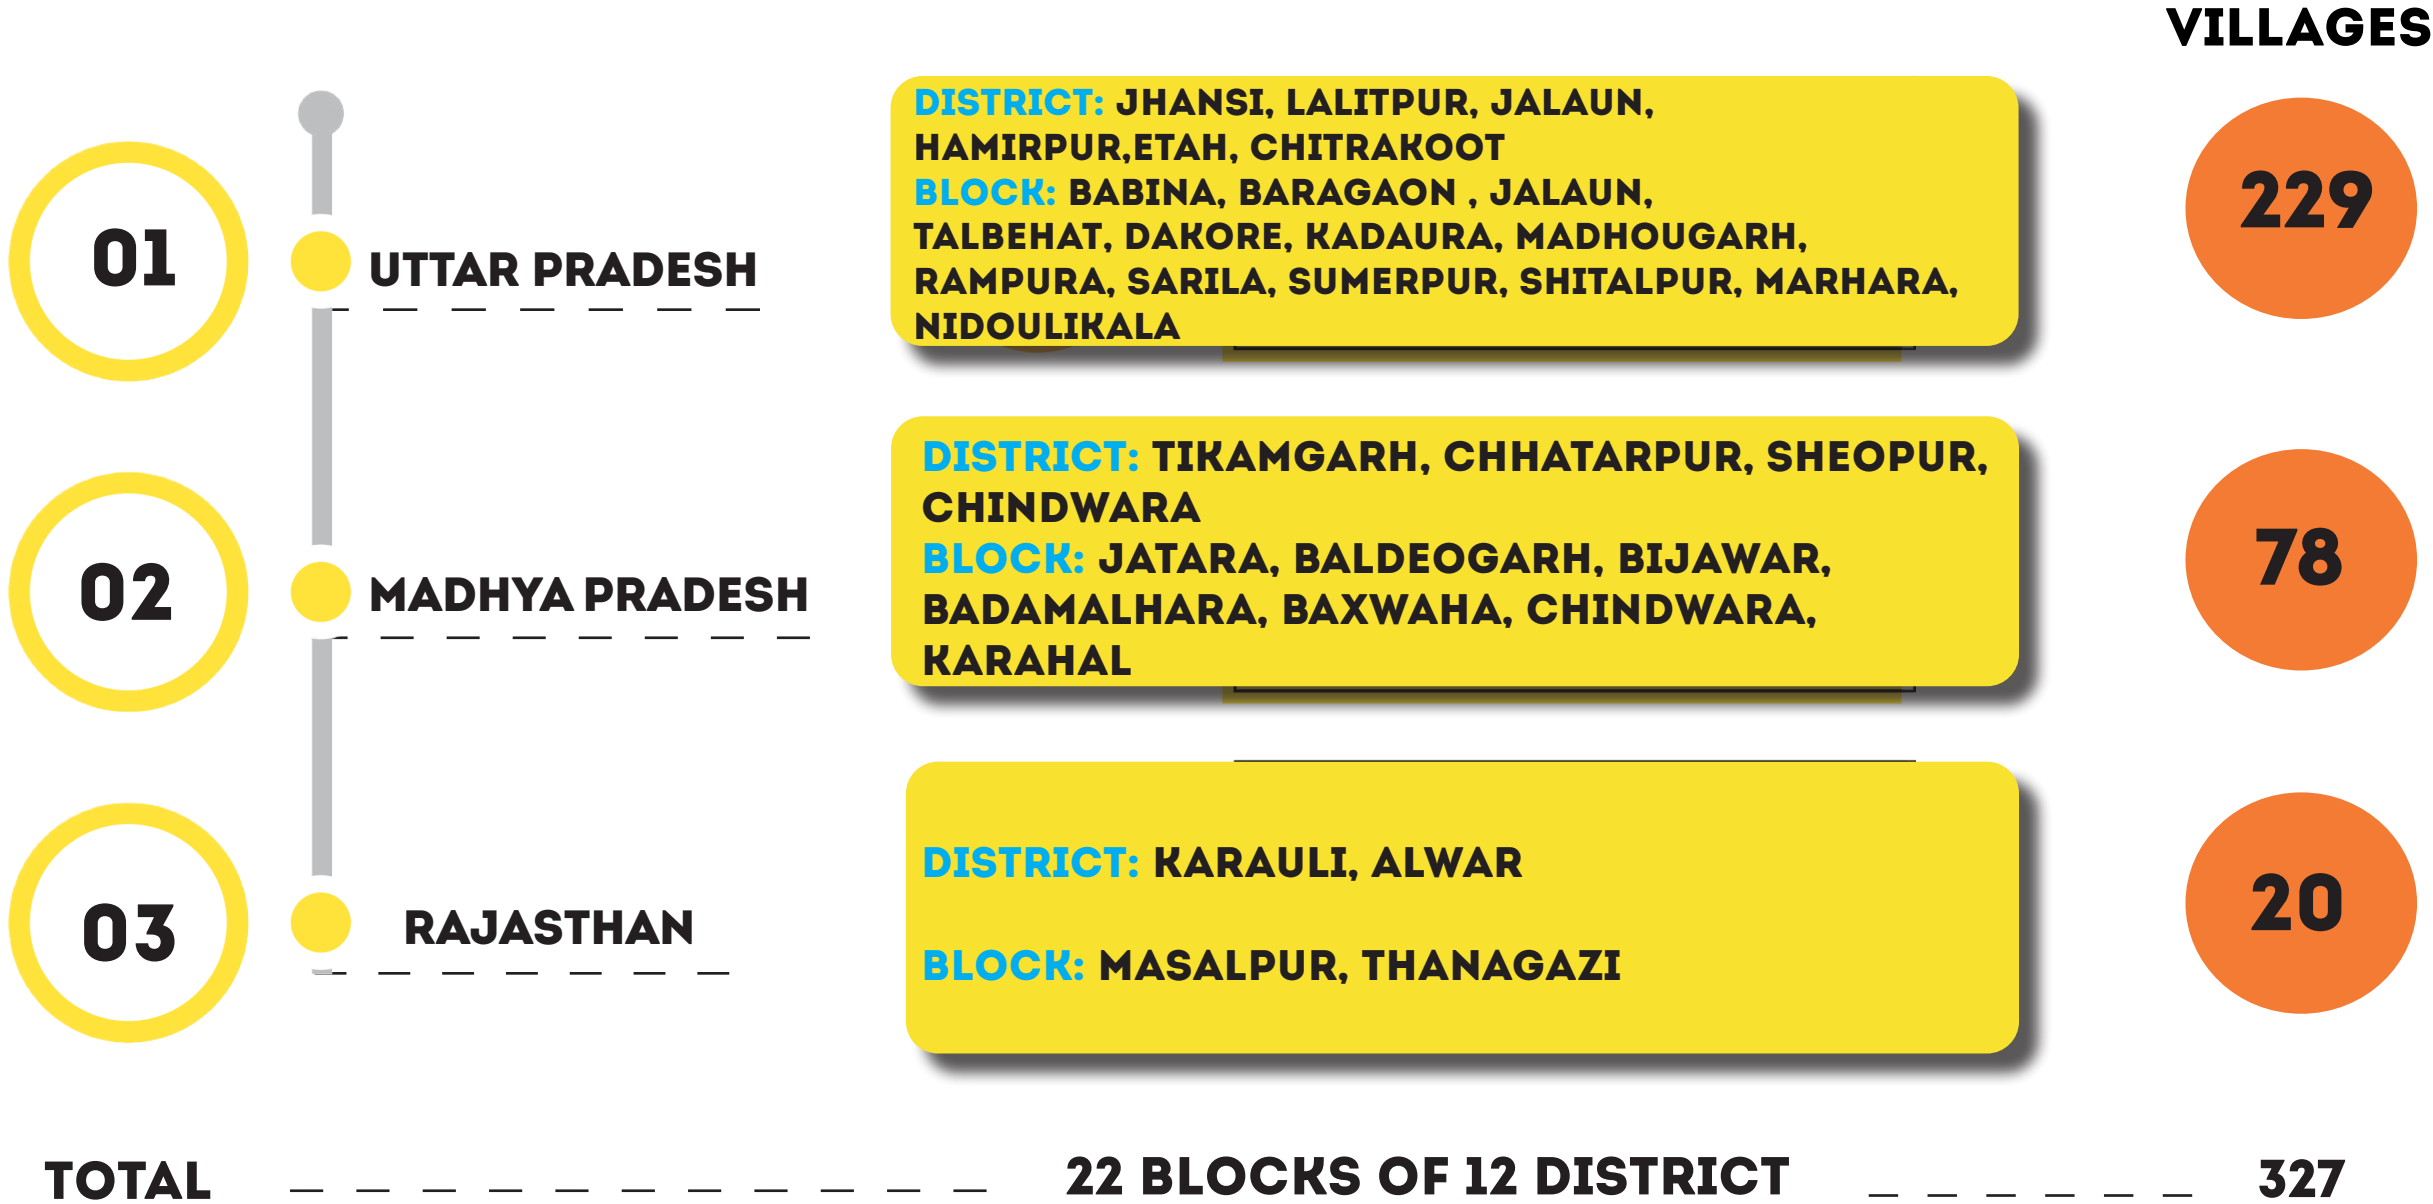 VILLAGES
01
UTTAR PRADESH
DISTRICT: JHANSI, LALITPUR, JALAUN,
HAMIRPUR,ETAH, CHITRAKOOT
BLOCK: BABINA, BARAGAON , JALAUN,
TALBEHAT, DAKORE, KADAURA, MADHOUGARH,
RAMPURA, SARILA, SUMERPUR, SHITALPUR, MARHARA,
NIDOULIKALA
229
02
MADHYA PRADESH
DISTRICT: TIKAMGARH, CHHATARPUR, SHEOPUR,
CHINDWARA
BLOCK: JATARA, BALDEOGARH, BIJAWAR,
BADAMALHARA, BAXWAHA, CHINDWARA,
KARAHAL
78
03
RAJASTHAN
DISTRICT: KARAULI, ALWAR
BLOCK: MASALPUR, THANAGAZI
20
TOTAL
22 BLOCKS OF 12 DISTRICT
327